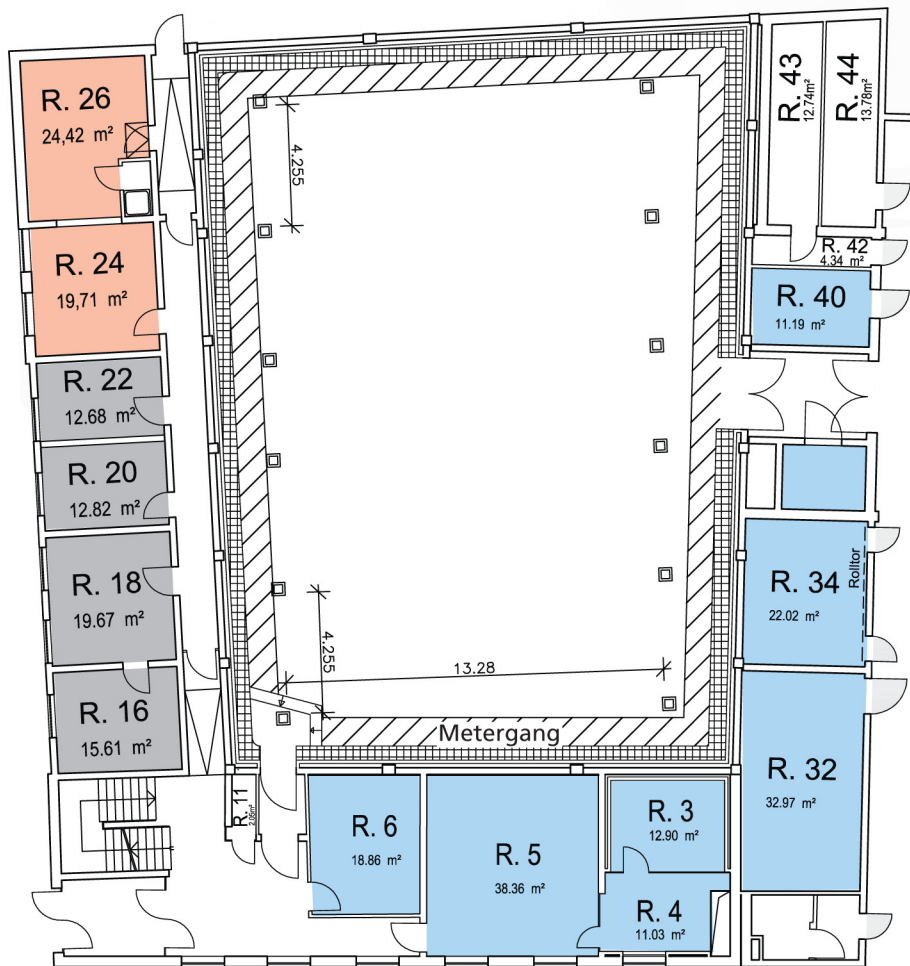 R. 26
24,42 m²
R. 24
19,71 m²
R. 22
12.68 m²
R. 20
12.82 m²
R. 18
19.67 m²
R. 16
15.61 m²
4.255
4.255
13.28
Metergang
R. 43
12.74m²
R. 44
13.78m²
R. 42
4.34 m²
R. 40
11.19 m²
R. 34
22.02 m²
Rolltor
R. 32
32.97 m²
R. 11
2.06m²
R. 6
18.86 m²
R. 5
38.36 m²
R. 3
12.90 m²
R. 4
11.03 m²